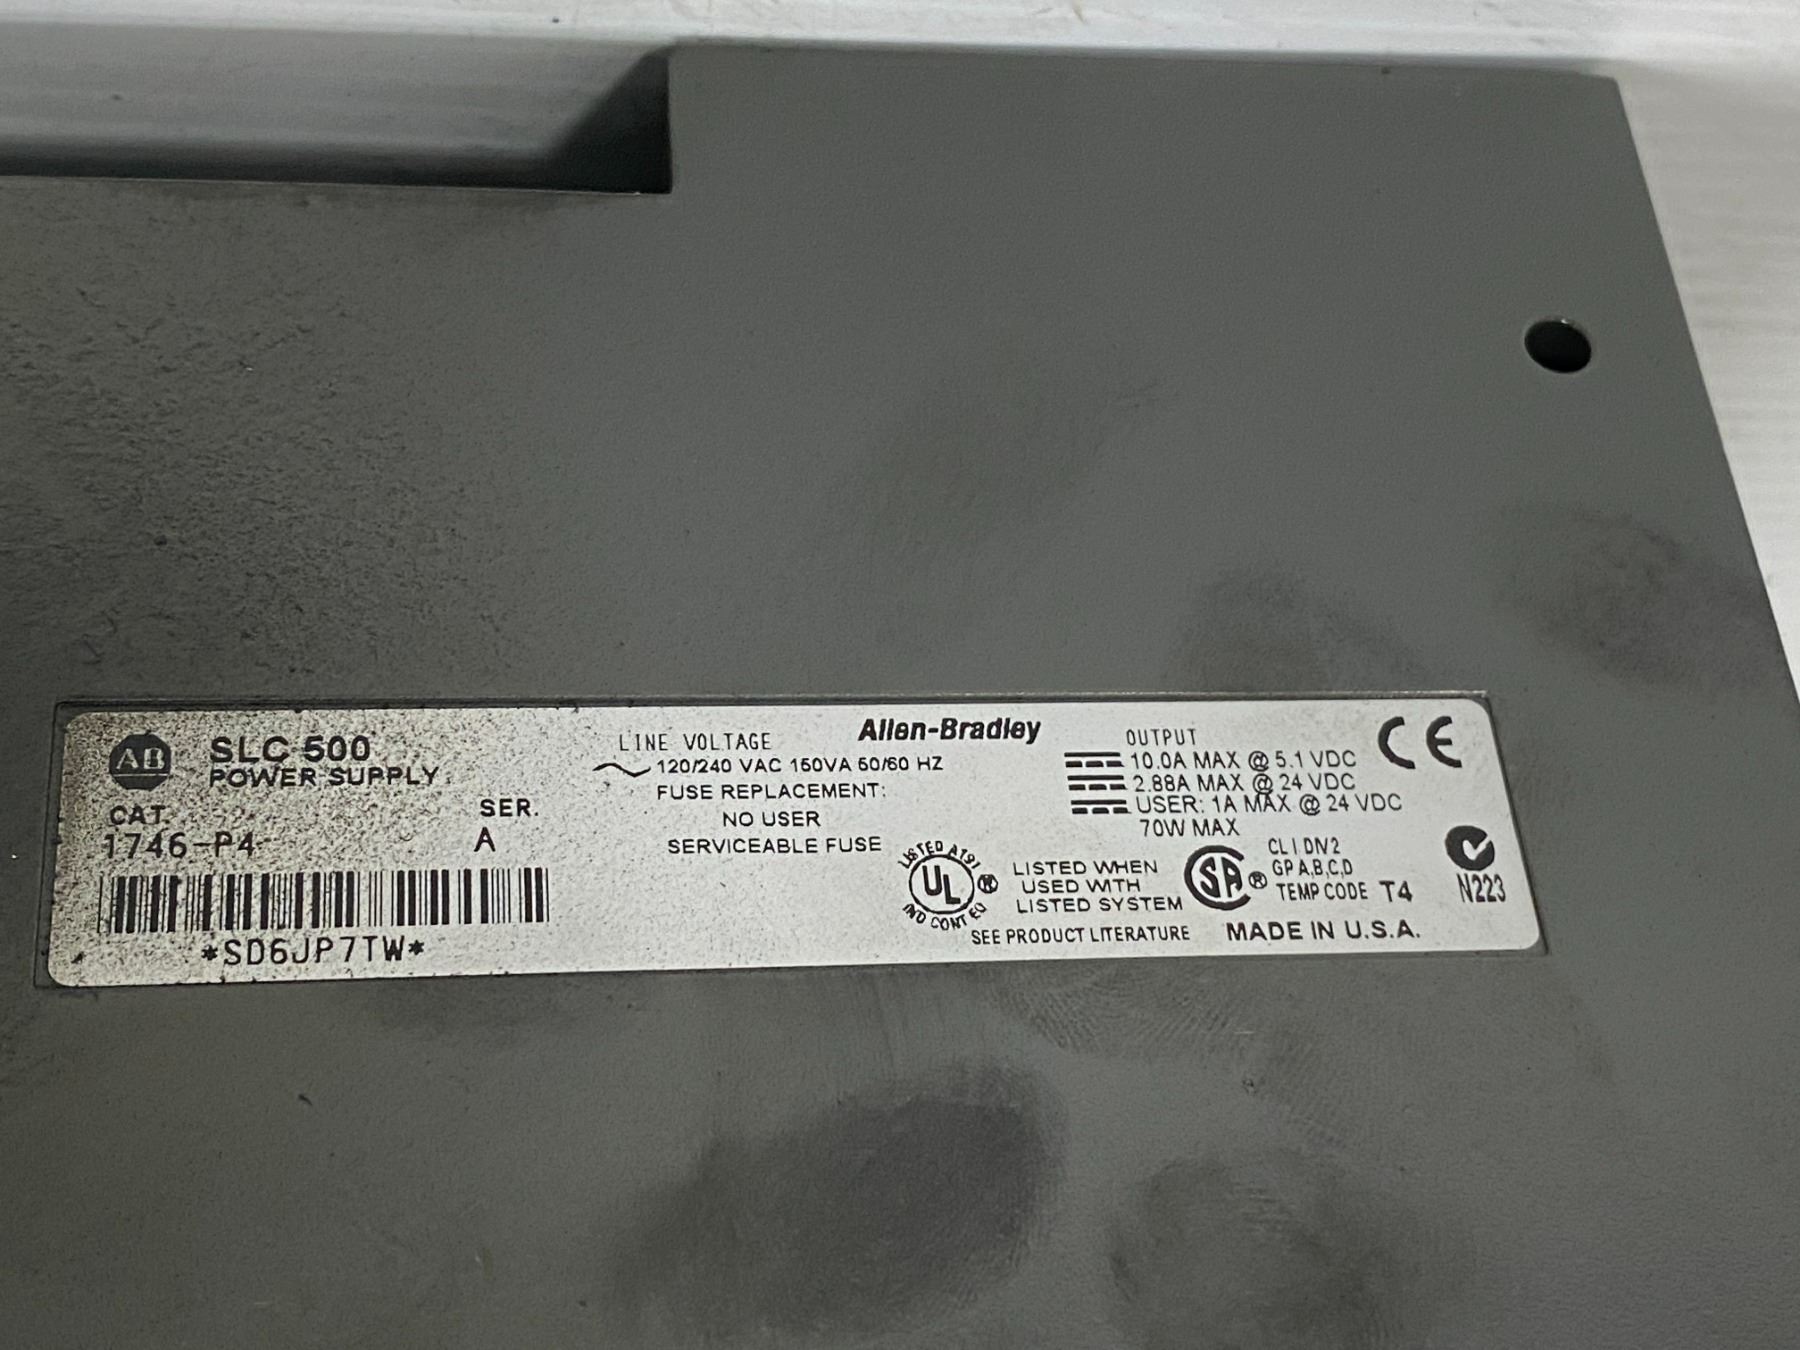 AB
SLC 500
POWER SUPPLY
CAT.
SER.
1746-P4
A
*SD6JP7TW*
LINE VOLTAGE
120/240 VAC 150VA 50/60 HZ
FUSE REPLACEMENT:
NO USER
SERVICEABLE FUSE
Allen-Bradley
OUTPUT
10.0A MAX @ 5.1 VDC
2.88A MAX @ 24 VDC
USER: 1A MAX @ 24 VDC
70W MAX
CE
LISTED A191
UL ®
IND CONT EQ
LISTED WHEN
USED WITH
LISTED SYSTEM
SEE PRODUCT LITERATURE
SA ®
CL I DIV2
GP A,B,C,D
TEMP CODE T4
MADE IN U.S.A.
N223